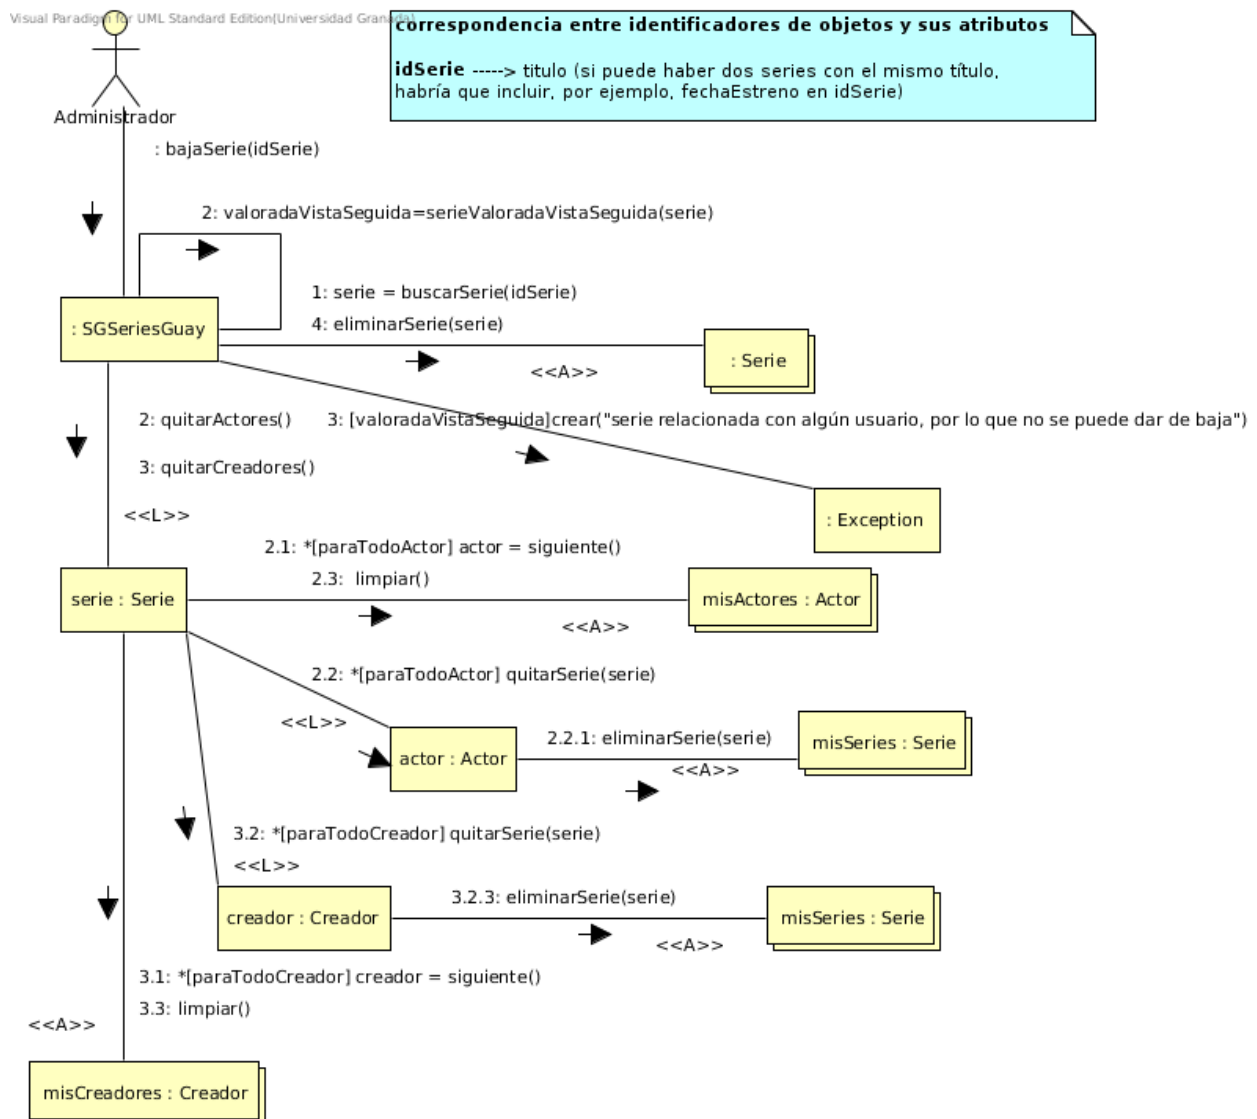 Visual Paradigm for UML Standard Edition(Universidad Granada)
correspondencia entre identificadores de objetos y sus atributos
idSerie -----> titulo (si puede haber dos series con el mismo título,
habría que incluir, por ejemplo, fechaEstreno en idSerie)
Administrador
: bajaSerie(idSerie)
2: valoradaVistaSeguida=serieValoradaVistaSeguida(serie)
1: serie = buscarSerie(idSerie)
4: eliminarSerie(serie)
: SGSeriesGuay
: Serie
<<A>>
2: quitarActores()
3: [valoradaVistaSeguida]crear("serie relacionada con algún usuario, por lo que no se puede dar de baja")
3: quitarCreadores()
<<L>>
: Exception
2.1: *[paraTodoActor] actor = siguiente()
2.3: limpiar()
serie : Serie
misActores : Actor
<<A>>
2.2: *[paraTodoActor] quitarSerie(serie)
<<L>>
actor : Actor
2.2.1: eliminarSerie(serie)
misSeries : Serie
<<A>>
3.2: *[paraTodoCreador] quitarSerie(serie)
<<L>>
creador : Creador
3.2.3: eliminarSerie(serie)
misSeries : Serie
<<A>>
3.1: *[paraTodoCreador] creador = siguiente()
3.3: limpiar()
<<A>>
misCreadores : Creador